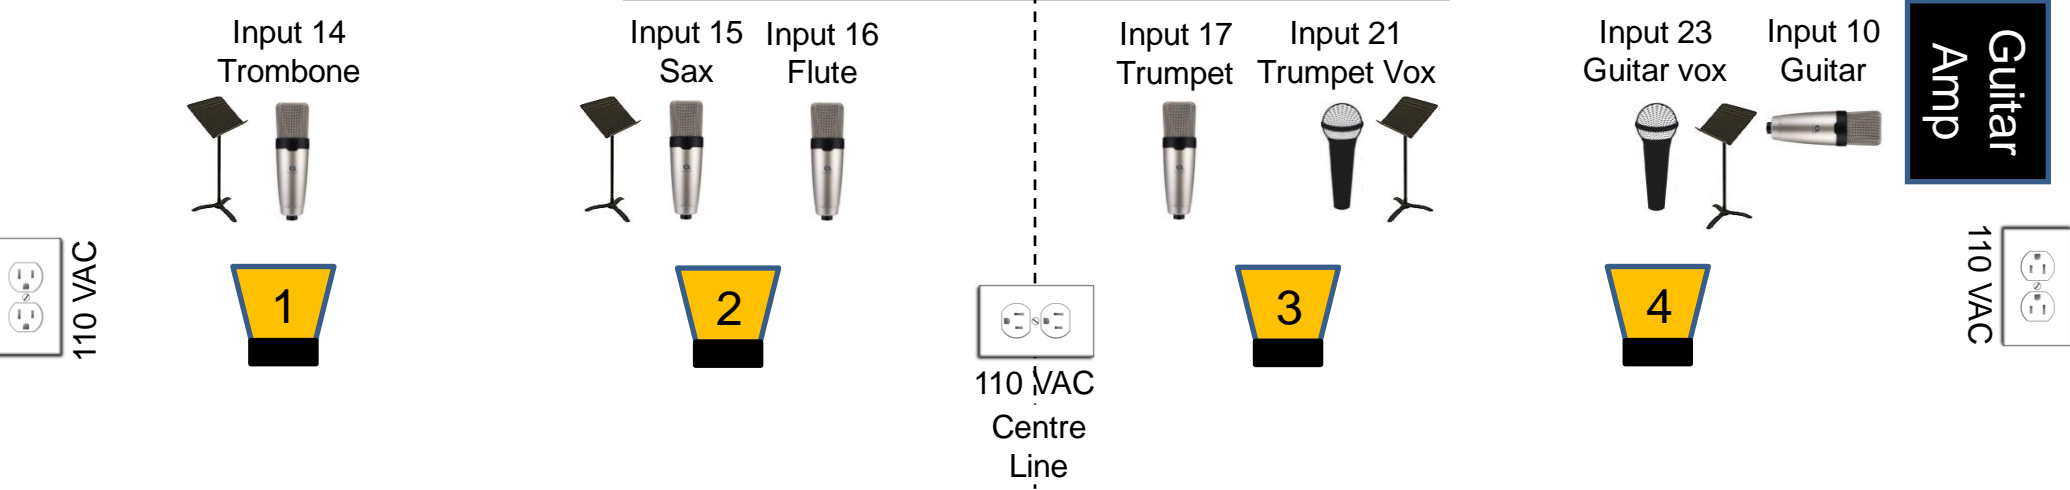 Input 14
Trombone
Input 15
Sax
Input 16
Flute
Input 17
Trumpet
Input 21
Trumpet Vox
Input 23
Guitar vox
Input 10
Guitar
Guitar
Amp
110 VAC
1
2
3
4
110 VAC
110 VAC
Centre
Line